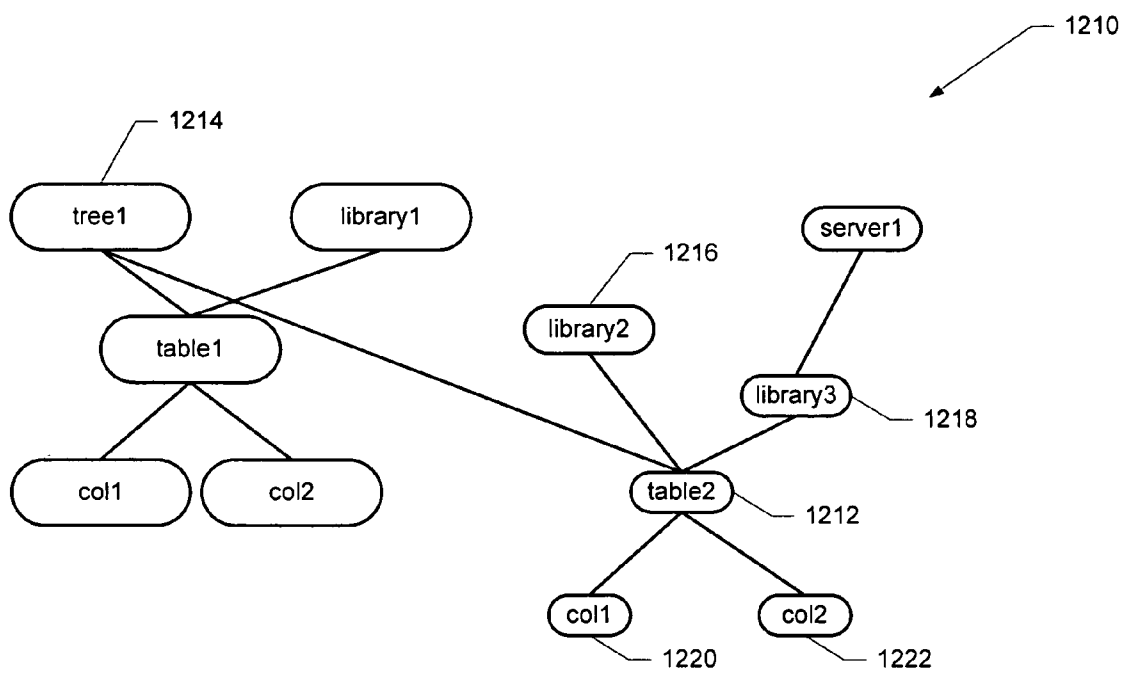 1210
1214
tree1
library1
server1
1216
library2
table1
library3
1218
col1
col2
table2
1212
col1
col2
1220
1222